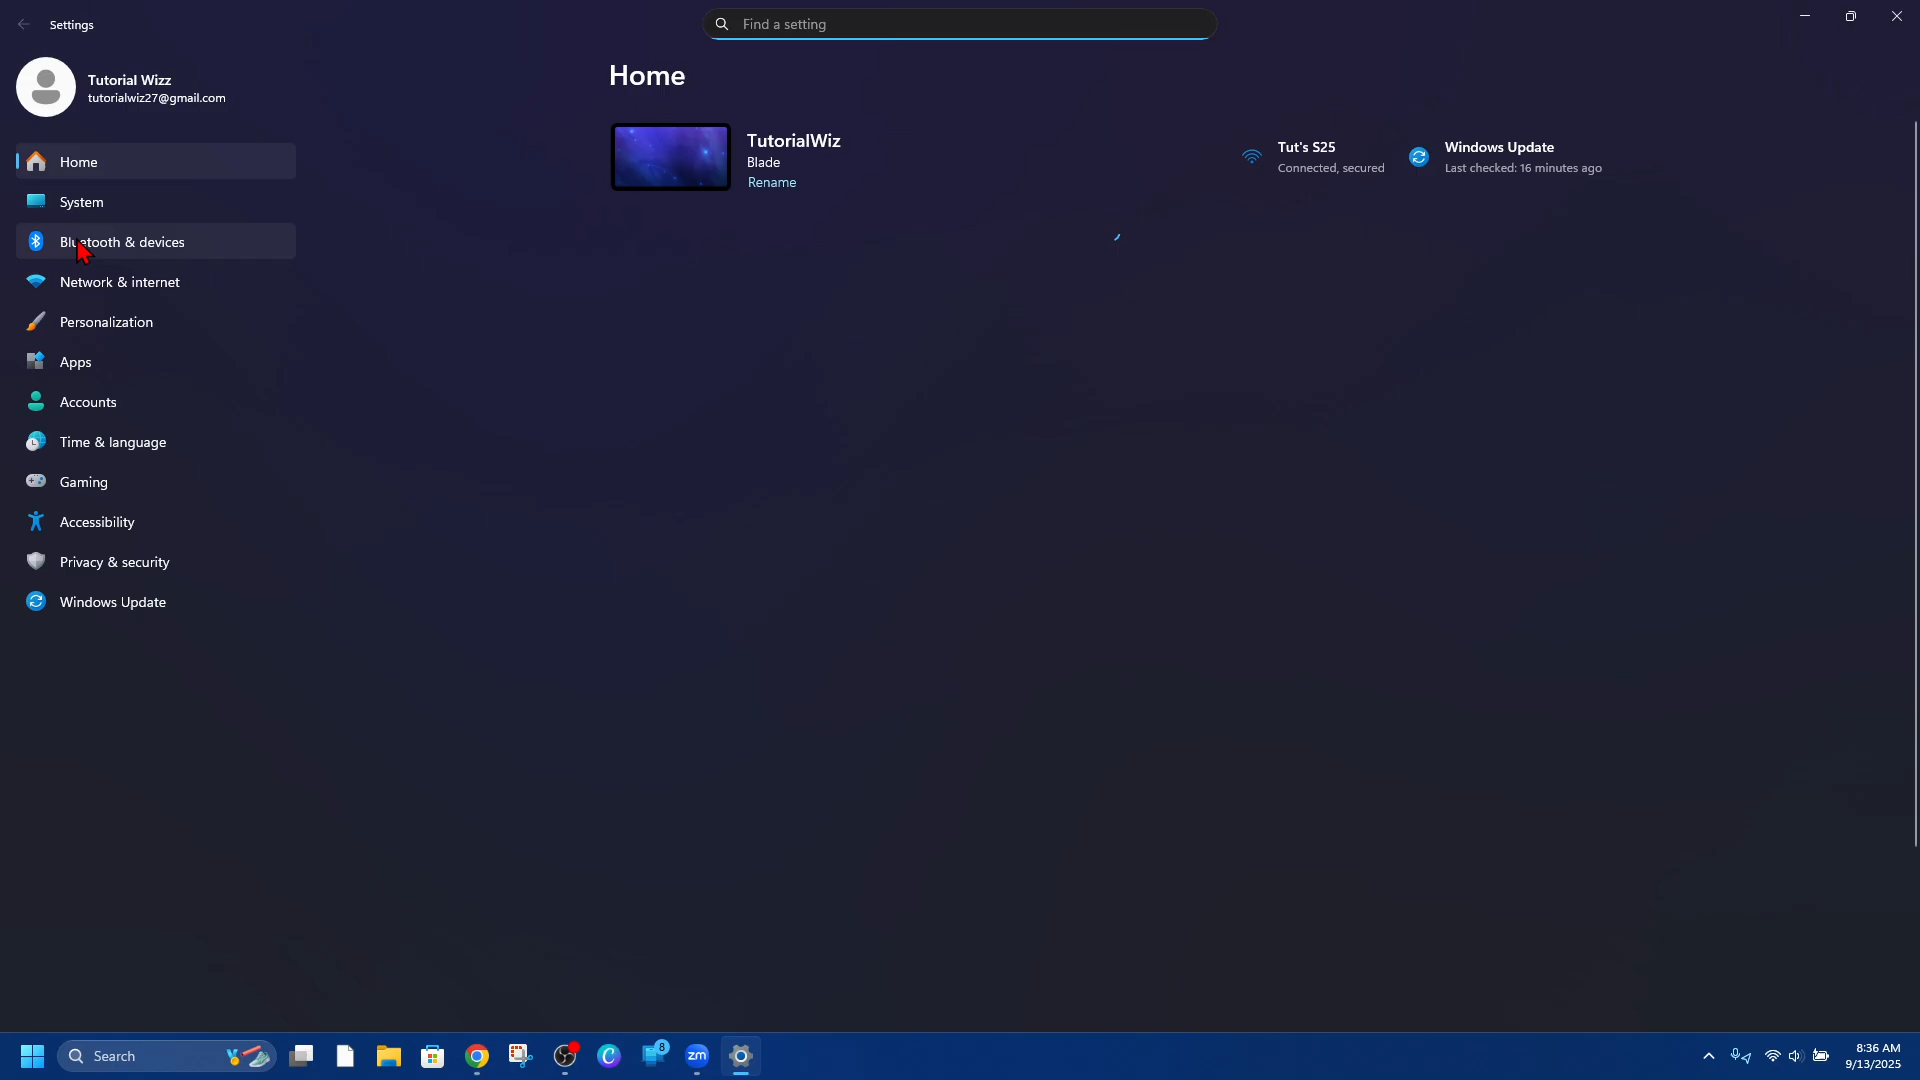 Settings
Find a setting
Tutorial Wizz
tutorialwiz27@gmail.com
Home
System
Bluetooth & devices
Network & internet
Personalization
Apps
Accounts
Time & language
Gaming
Accessibility
Privacy & security
Windows Update
Home
TutorialWiz
Blade
Rename
Tut's S25
Connected, secured
Windows Update
Last checked: 16 minutes ago
Search
8
zm
8:36 AM
9/13/2025